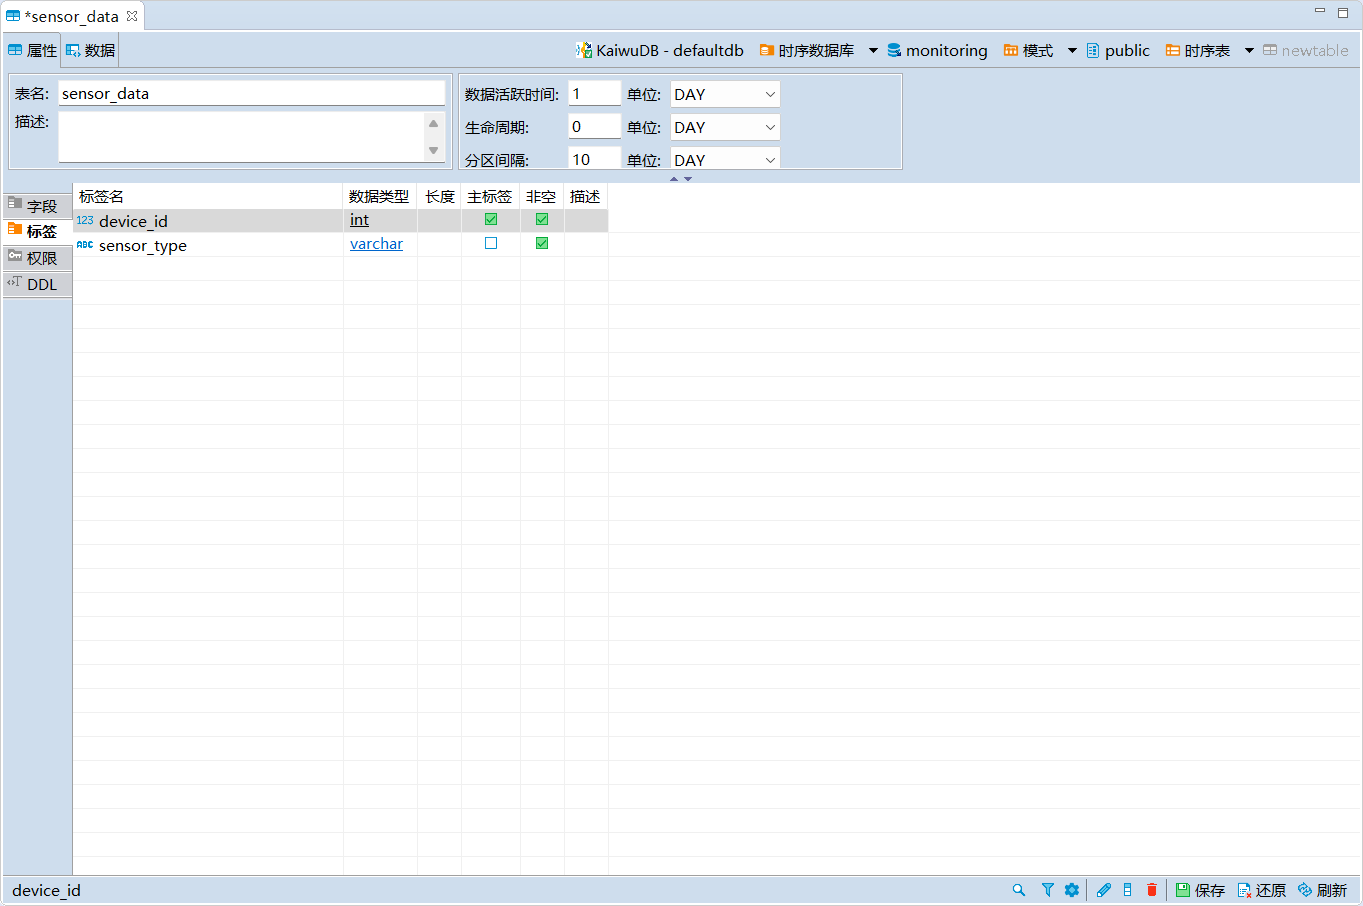 *sensor_data
属性 数据 KaiwuDB - defaultdb 时序数据库 monitoring 模式 public 时序表 newtable
表名: sensor_data
描述:
数据活跃时间: 1 单位: DAY
生命周期: 0 单位: DAY
分区间隔: 10 单位: DAY
字段
标签
权限
DDL
标签名 数据类型 长度 主标签 非空 描述
123 device_id int
ABC sensor_type varchar
device_id 保存 还原 刷新